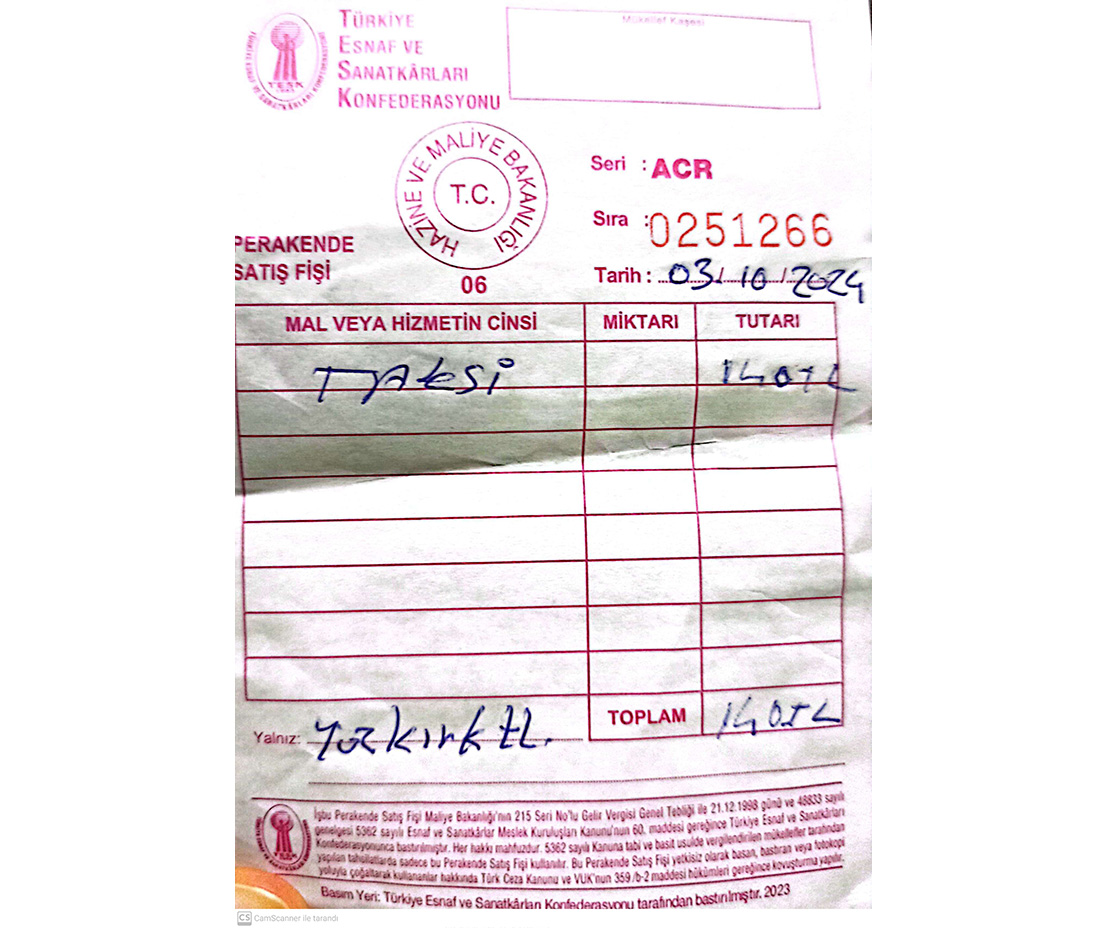 TÜRKİYE
ESNAF VE
SANATKÂRLARI
KONFEDERASYONU
TESK
Mükellef Kaşesi
HAZİNE VE MALİYE BAKANLIĞI
T.C.
06
Seri : ACR
Sıra : 0251266
PERAKENDE
SATIŞ FİŞİ
Tarih : 03/10/2024
MAL VEYA HİZMETİN CİNSİ MİKTARI TUTARI
TAkSİ 140TL
TOPLAM 140TL
Yalnız: Yüzkırk tL.
İşbu Perakende Satış Fişi Maliye Bakanlığı'nın 215 Seri No'lu Gelir Vergisi Genel Tebliği ile 21.12.1998 günü ve 48833 sayılı
genelgesi 5362 sayılı Esnaf ve Sanatkârlar Meslek Kuruluşları Kanunu'nun 60. maddesi gereğince Türkiye Esnaf ve Sanatkârları
Konfederasyonunca bastırılmıştır. Her hakkı mahfuzdur. 5362 sayılı Kanuna tabi ve basit usulde vergilendirilen mükellefler tarafından
yapılan tahsilatlarda sadece bu Perakende Satış Fişi kullanılır. Bu Perakende Satış Fişi yetkisiz olarak basan, bastıran veya fotokopi
yoluyla çoğaltarak kullananlar hakkında Türk Ceza Kanunu ve VUK'nun 359/b-2 maddesi hükümleri gereğince kovuşturma yapılır.
Basım Yeri: Türkiye Esnaf ve Sanatkârları Konfederasyonu tarafından bastırılmıştır. 2023
CS CamScanner ile tarandı